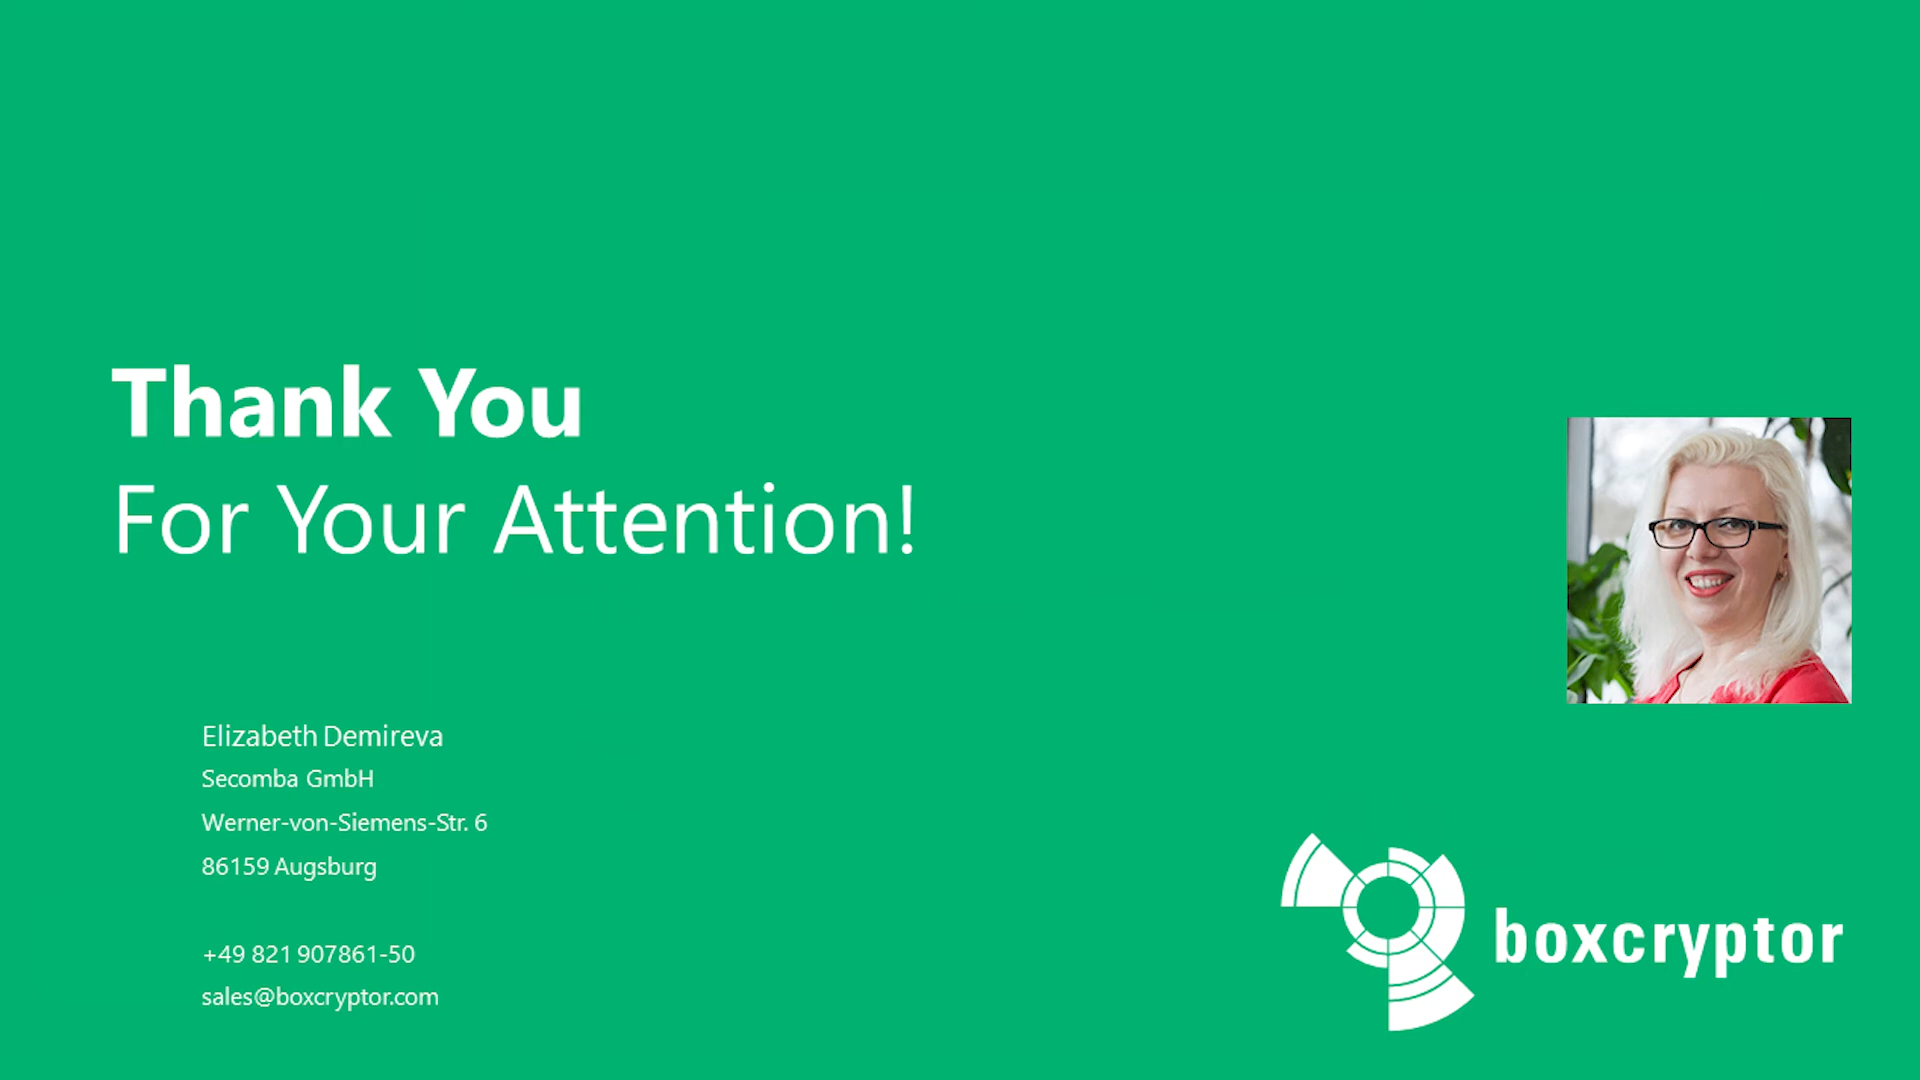 Thank You
For Your Attention!
Elizabeth Demireva
Secomba GmbH
Werner-von-Siemens-Str. 6
86159 Augsburg
+49 821 907861-50
sales@boxcryptor.com
boxcryptor